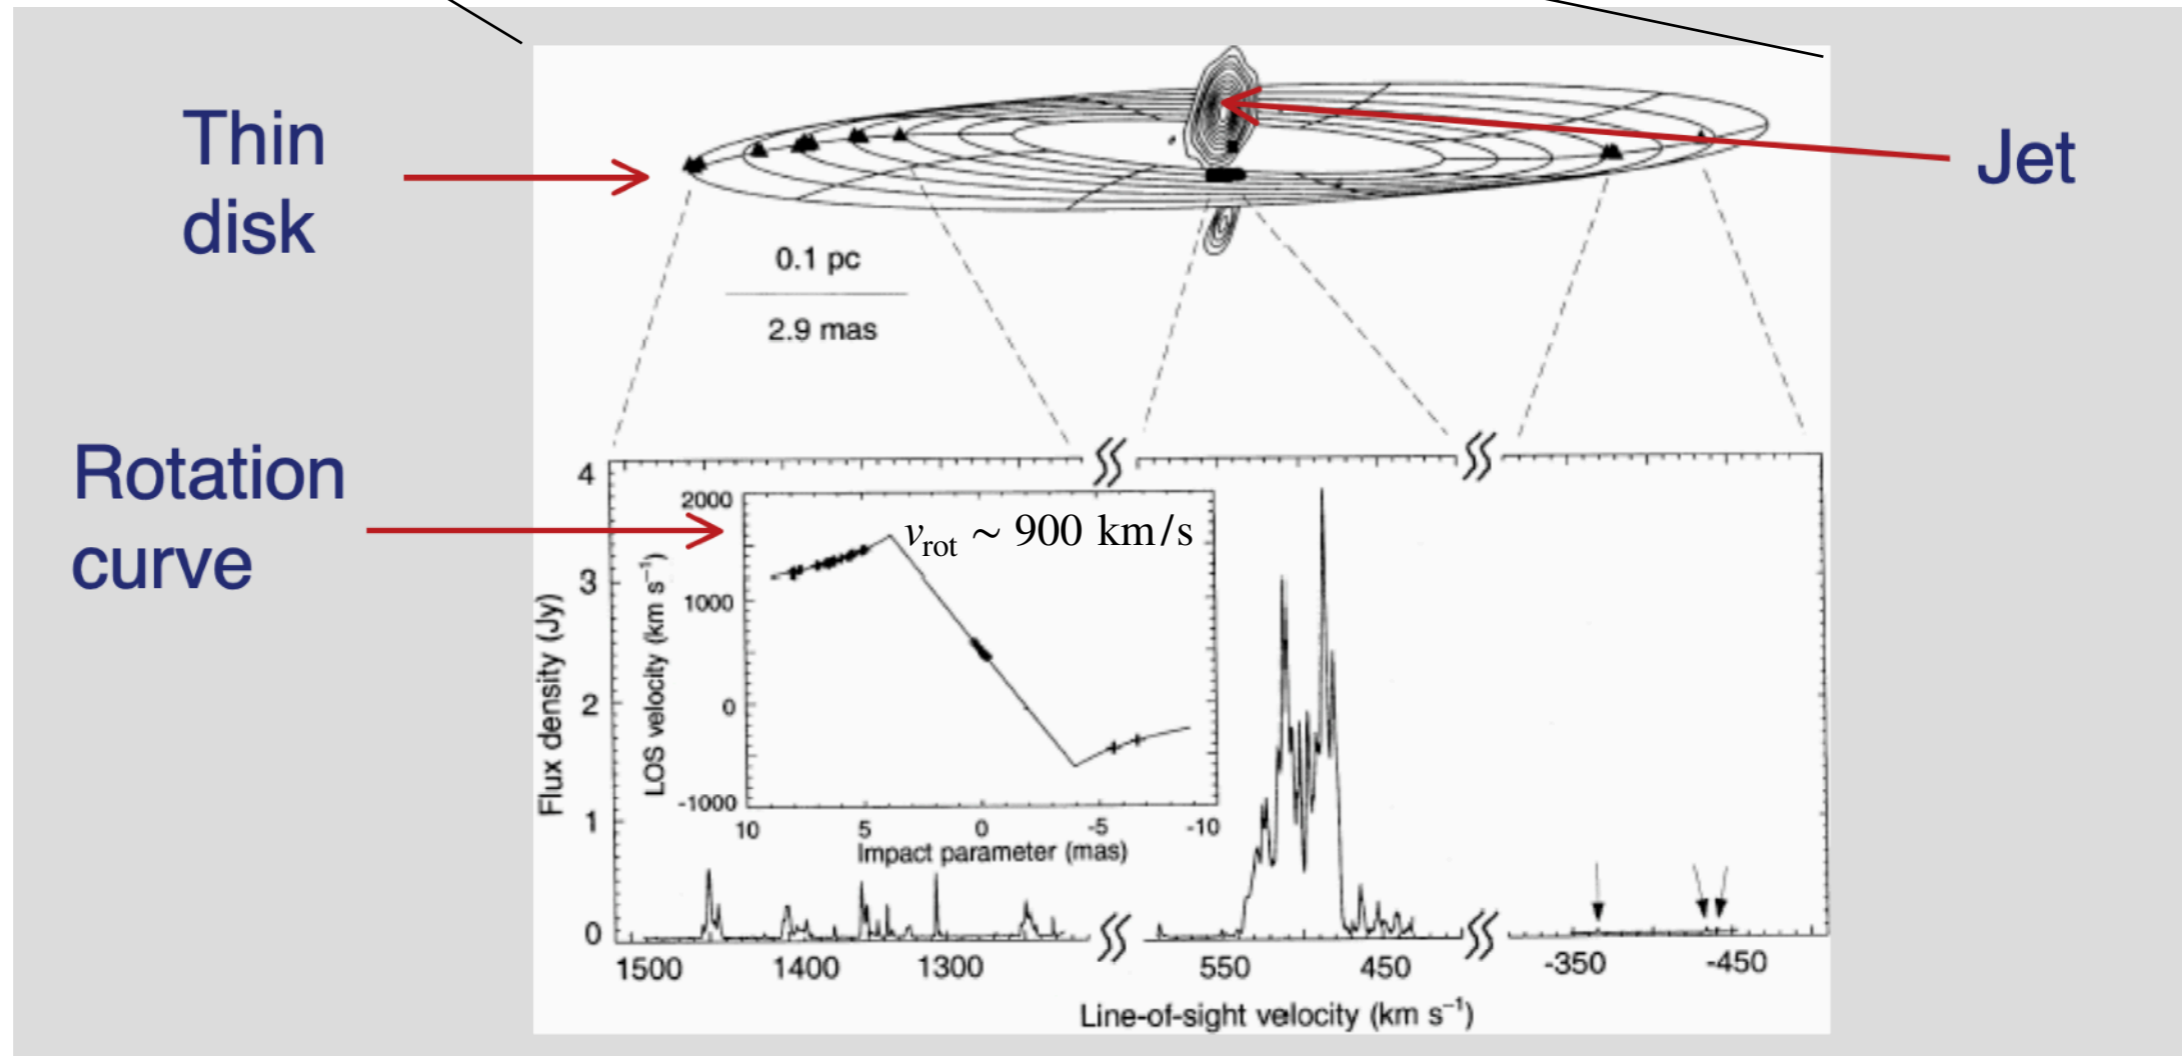 Thin
disk
Jet
0.1 pc
2.9 mas
Rotation
curve
4
3
2
1
0
Flux density (Jy)
2000
1000
0
-1000
LOS velocity (km s⁻¹)
v_rot ~ 900 km/s
10 5 0 -5 -10
Impact parameter (mas)
1500 1400 1300 550 450 -350 -450
Line-of-sight velocity (km s⁻¹)